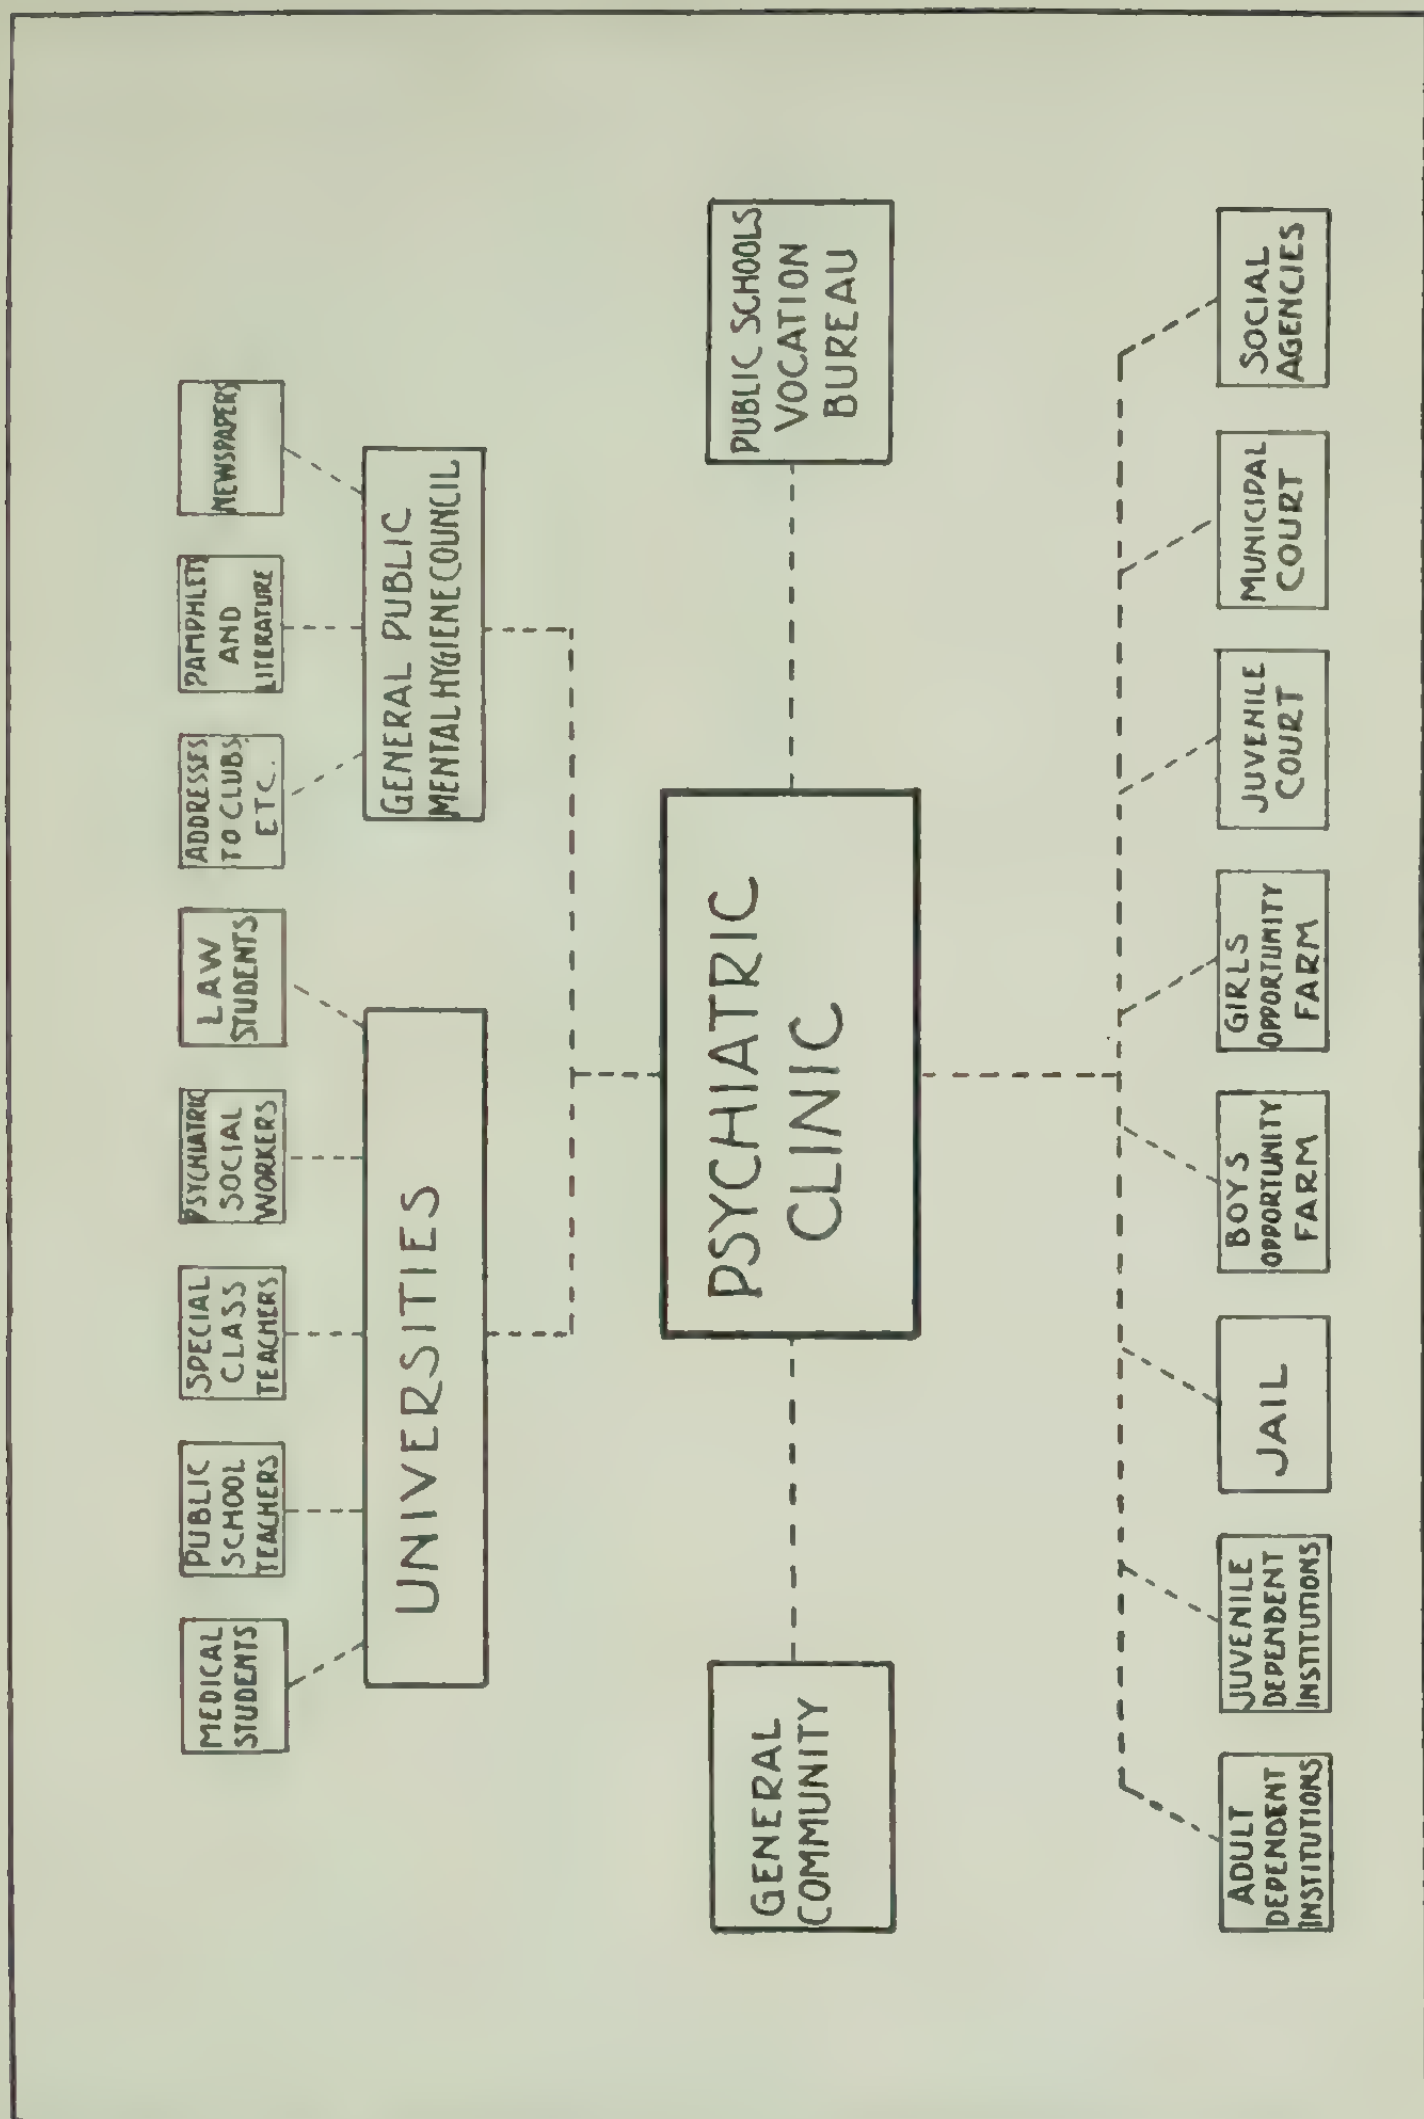 MEDICAL
STUDENTS
PUBLIC
SCHOOL
TEACHERS
SPECIAL
CLASS
TEACHERS
PSYCHIATRIC
SOCIAL
WORKERS
LAW
STUDENTS
ADDRESSES
TO CLUBS,
ETC.
PAMPHLETS
AND
LITERATURE
NEWSPAPERS
UNIVERSITIES
GENERAL PUBLIC
MENTAL HYGIENE COUNCIL
GENERAL
COMMUNITY
PSYCHIATRIC
CLINIC
PUBLIC SCHOOLS
VOCATION
BUREAU
ADULT
DEPENDENT
INSTITUTIONS
JUVENILE
DEPENDENT
INSTITUTIONS
JAIL
BOYS
OPPORTUNITY
FARM
GIRLS
OPPORTUNITY
FARM
JUVENILE
COURT
MUNICIPAL
COURT
SOCIAL
AGENCIES